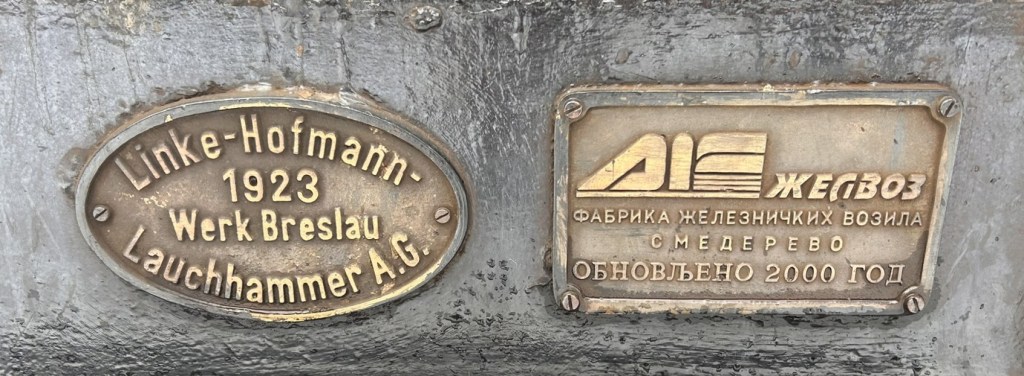 Linke-Hofmann-
1923
Werk Breslau
Lauchhammer A.G.
ЖЕЛВОЗ
ФАБРИКА ЖЕЛЕЗНИЧКИХ ВОЗИЛА
СМЕДЕРЕВО
ОБНОВЉЕНО 2000 ГОД